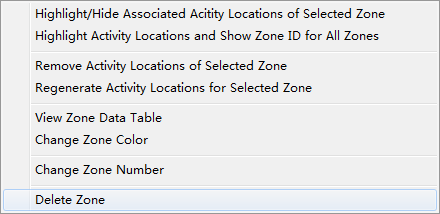 Highlight/Hide Associated Acitity Locations of Selected Zone
Highlight Activity Locations and Show Zone ID for All Zones
Remove Activity Locations of Selected Zone
Regenerate Activity Locations for Selected Zone
View Zone Data Table
Change Zone Color
Change Zone Number
Delete Zone